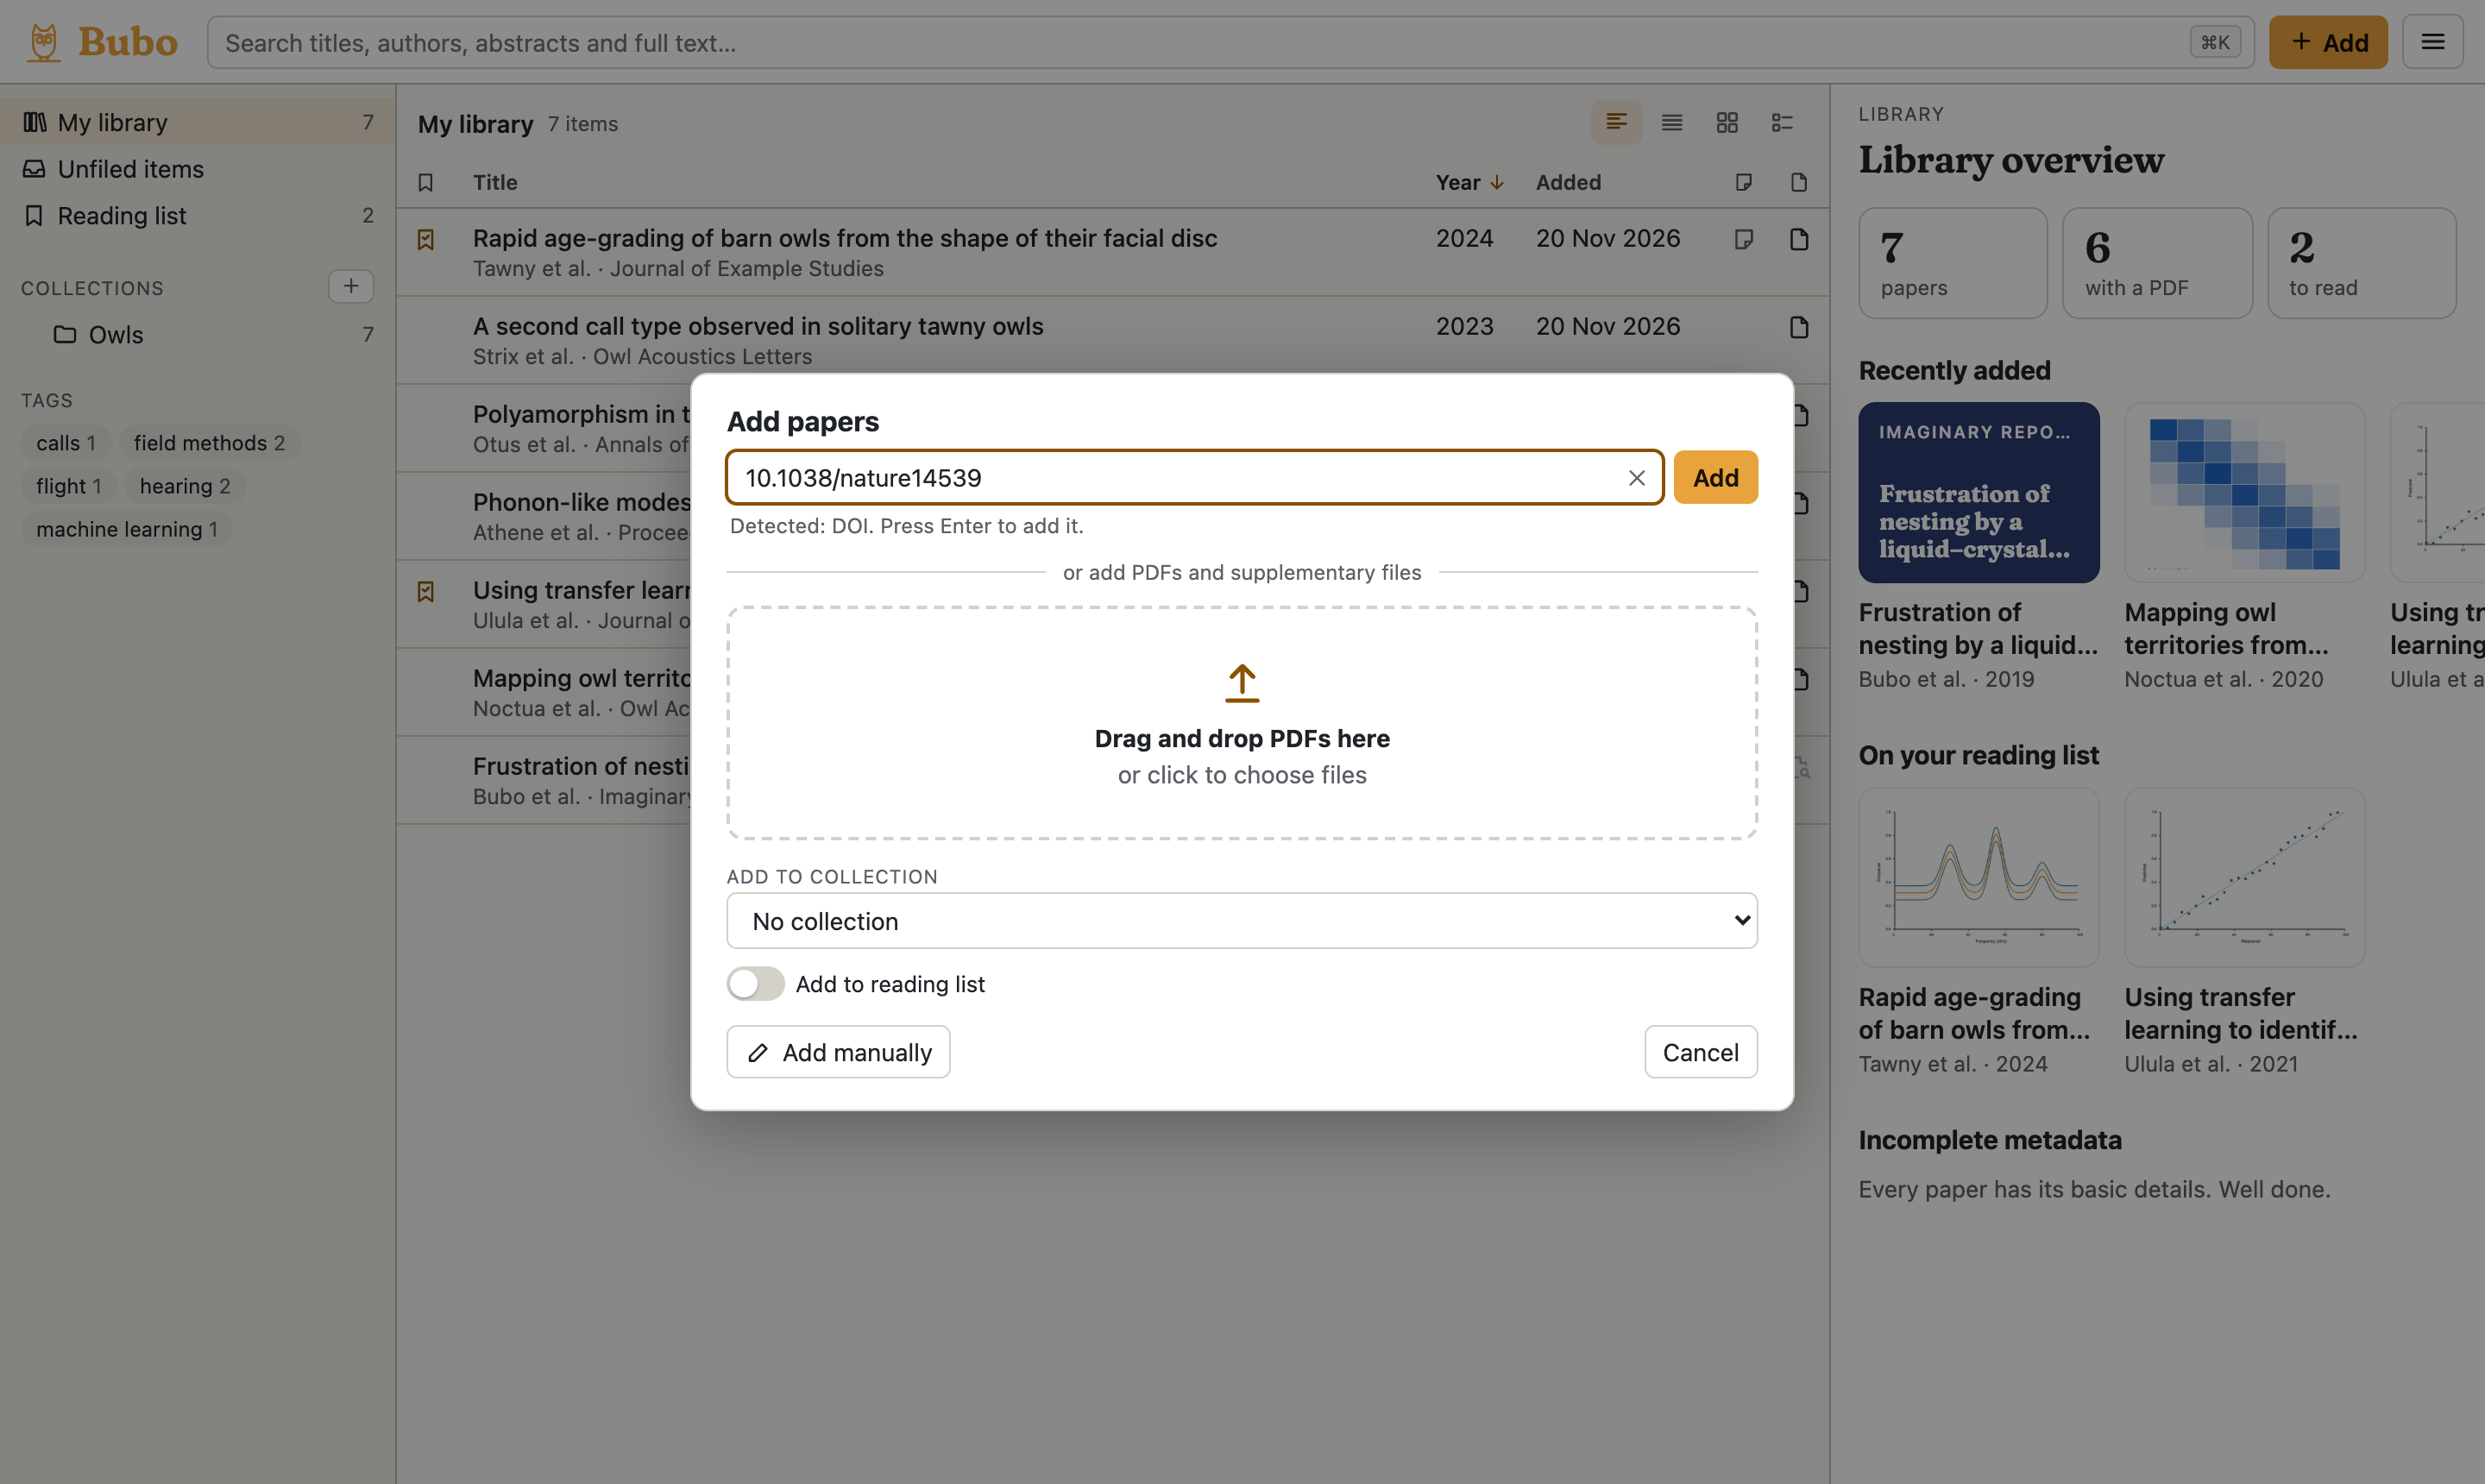 Bubo
Search titles, authors, abstracts and full text...
⌘K
+ Add
My library 7
Unfiled items
Reading list 2
COLLECTIONS
Owls 7
TAGS
calls 1 field methods 2
flight 1 hearing 2
machine learning 1
My library 7 items
Title Year Added
Rapid age-grading of barn owls from the shape of their facial disc 2024 20 Nov 2026
Tawny et al. · Journal of Example Studies
A second call type observed in solitary tawny owls 2023 20 Nov 2026
Strix et al. · Owl Acoustics Letters
Polyamorphism in t
Otus et al. · Annals of
Phonon-like modes
Athene et al. · Procee
Using transfer lear
Ulula et al. · Journal o
Mapping owl territo
Noctua et al. · Owl Ac
Frustration of nesti
Bubo et al. · Imaginary
Add papers
10.1038/nature14539
Add
Detected: DOI. Press Enter to add it.
or add PDFs and supplementary files
Drag and drop PDFs here
or click to choose files
ADD TO COLLECTION
No collection
Add to reading list
Add manually
Cancel
LIBRARY
Library overview
7 6 2
papers with a PDF to read
Recently added
IMAGINARY REPO...
Frustration of
nesting by a
liquid–crystal...
Frustration of
nesting by a liquid...
Bubo et al. · 2019
Mapping owl
territories from...
Noctua et al. · 2020
Using tr
learning
Ulula et a
On your reading list
Rapid age-grading
of barn owls from...
Tawny et al. · 2024
Using transfer
learning to identif...
Ulula et al. · 2021
Incomplete metadata
Every paper has its basic details. Well done.